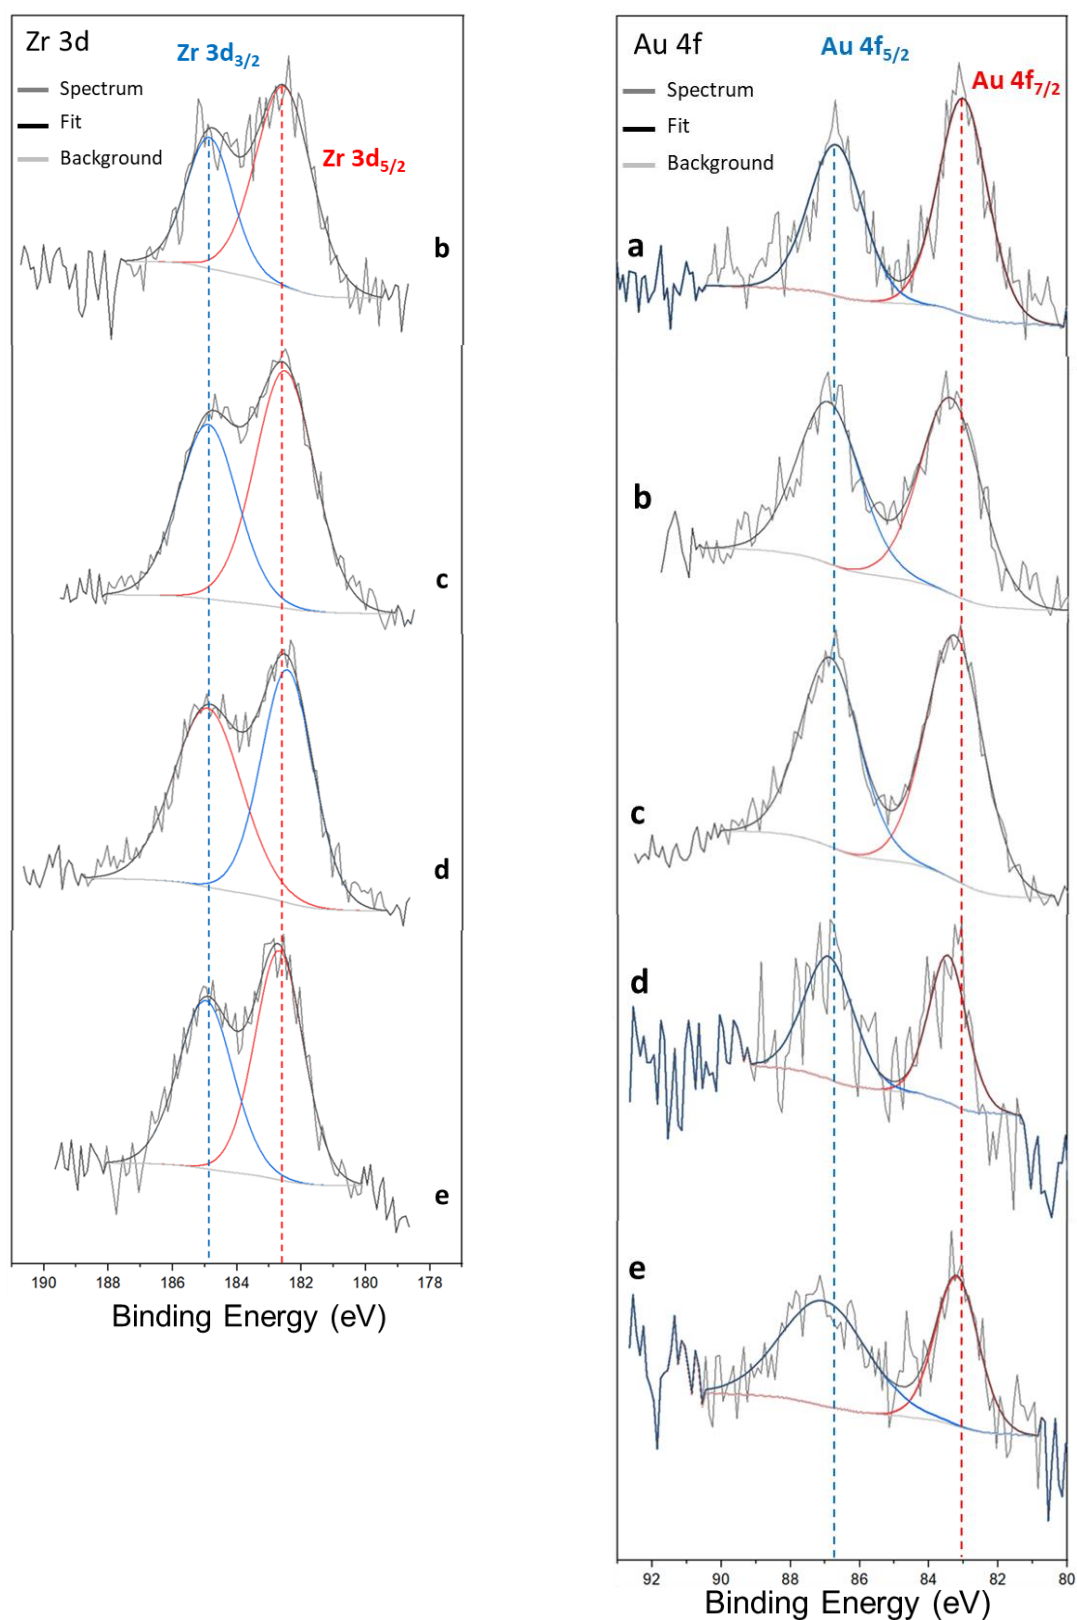 Zr 3d
Zr 3d3/2
Spectrum
Fit
Background
Zr 3d5/2
b
c
d
e
190 188 186 184 182 180 178
Binding Energy (eV)
Au 4f
Au 4f5/2
Au 4f7/2
Spectrum
Fit
Background
a
b
c
d
e
92 90 88 86 84 82 80
Binding Energy (eV)